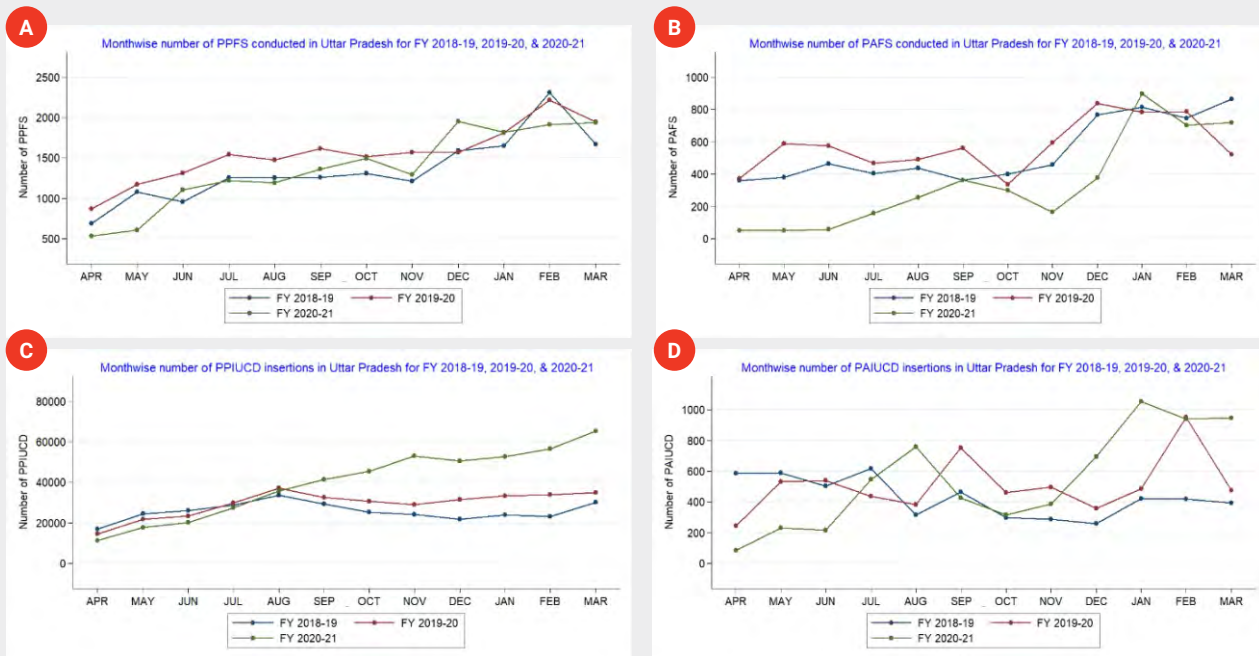 A
Monthwise number of PPFS conducted in Uttar Pradesh for FY 2018-19, 2019-20, & 2020-21
Number of PPFS
2500
2000
1500
1000
500
APR MAY JUN JUL AUG SEP OCT NOV DEC JAN FEB MAR
FY 2018-19 FY 2019-20
FY 2020-21
B
Monthwise number of PAFS conducted in Uttar Pradesh for FY 2018-19, 2019-20, & 2020-21
Number of PAFS
1000
800
600
400
200
0
APR MAY JUN JUL AUG SEP OCT NOV DEC JAN FEB MAR
FY 2018-19 FY 2019-20
FY 2020-21
C
Monthwise number of PPIUCD insertions in Uttar Pradesh for FY 2018-19, 2019-20, & 2020-21
Number of PPIUCD
80000
60000
40000
20000
0
APR MAY JUN JUL AUG SEP OCT NOV DEC JAN FEB MAR
FY 2018-19 FY 2019-20
FY 2020-21
D
Monthwise number of PAIUCD insertions in Uttar Pradesh for FY 2018-19, 2019-20, & 2020-21
Number of PAIUCD
1000
800
600
400
200
0
APR MAY JUN JUL AUG SEP OCT NOV DEC JAN FEB MAR
FY 2018-19 FY 2019-20
FY 2020-21